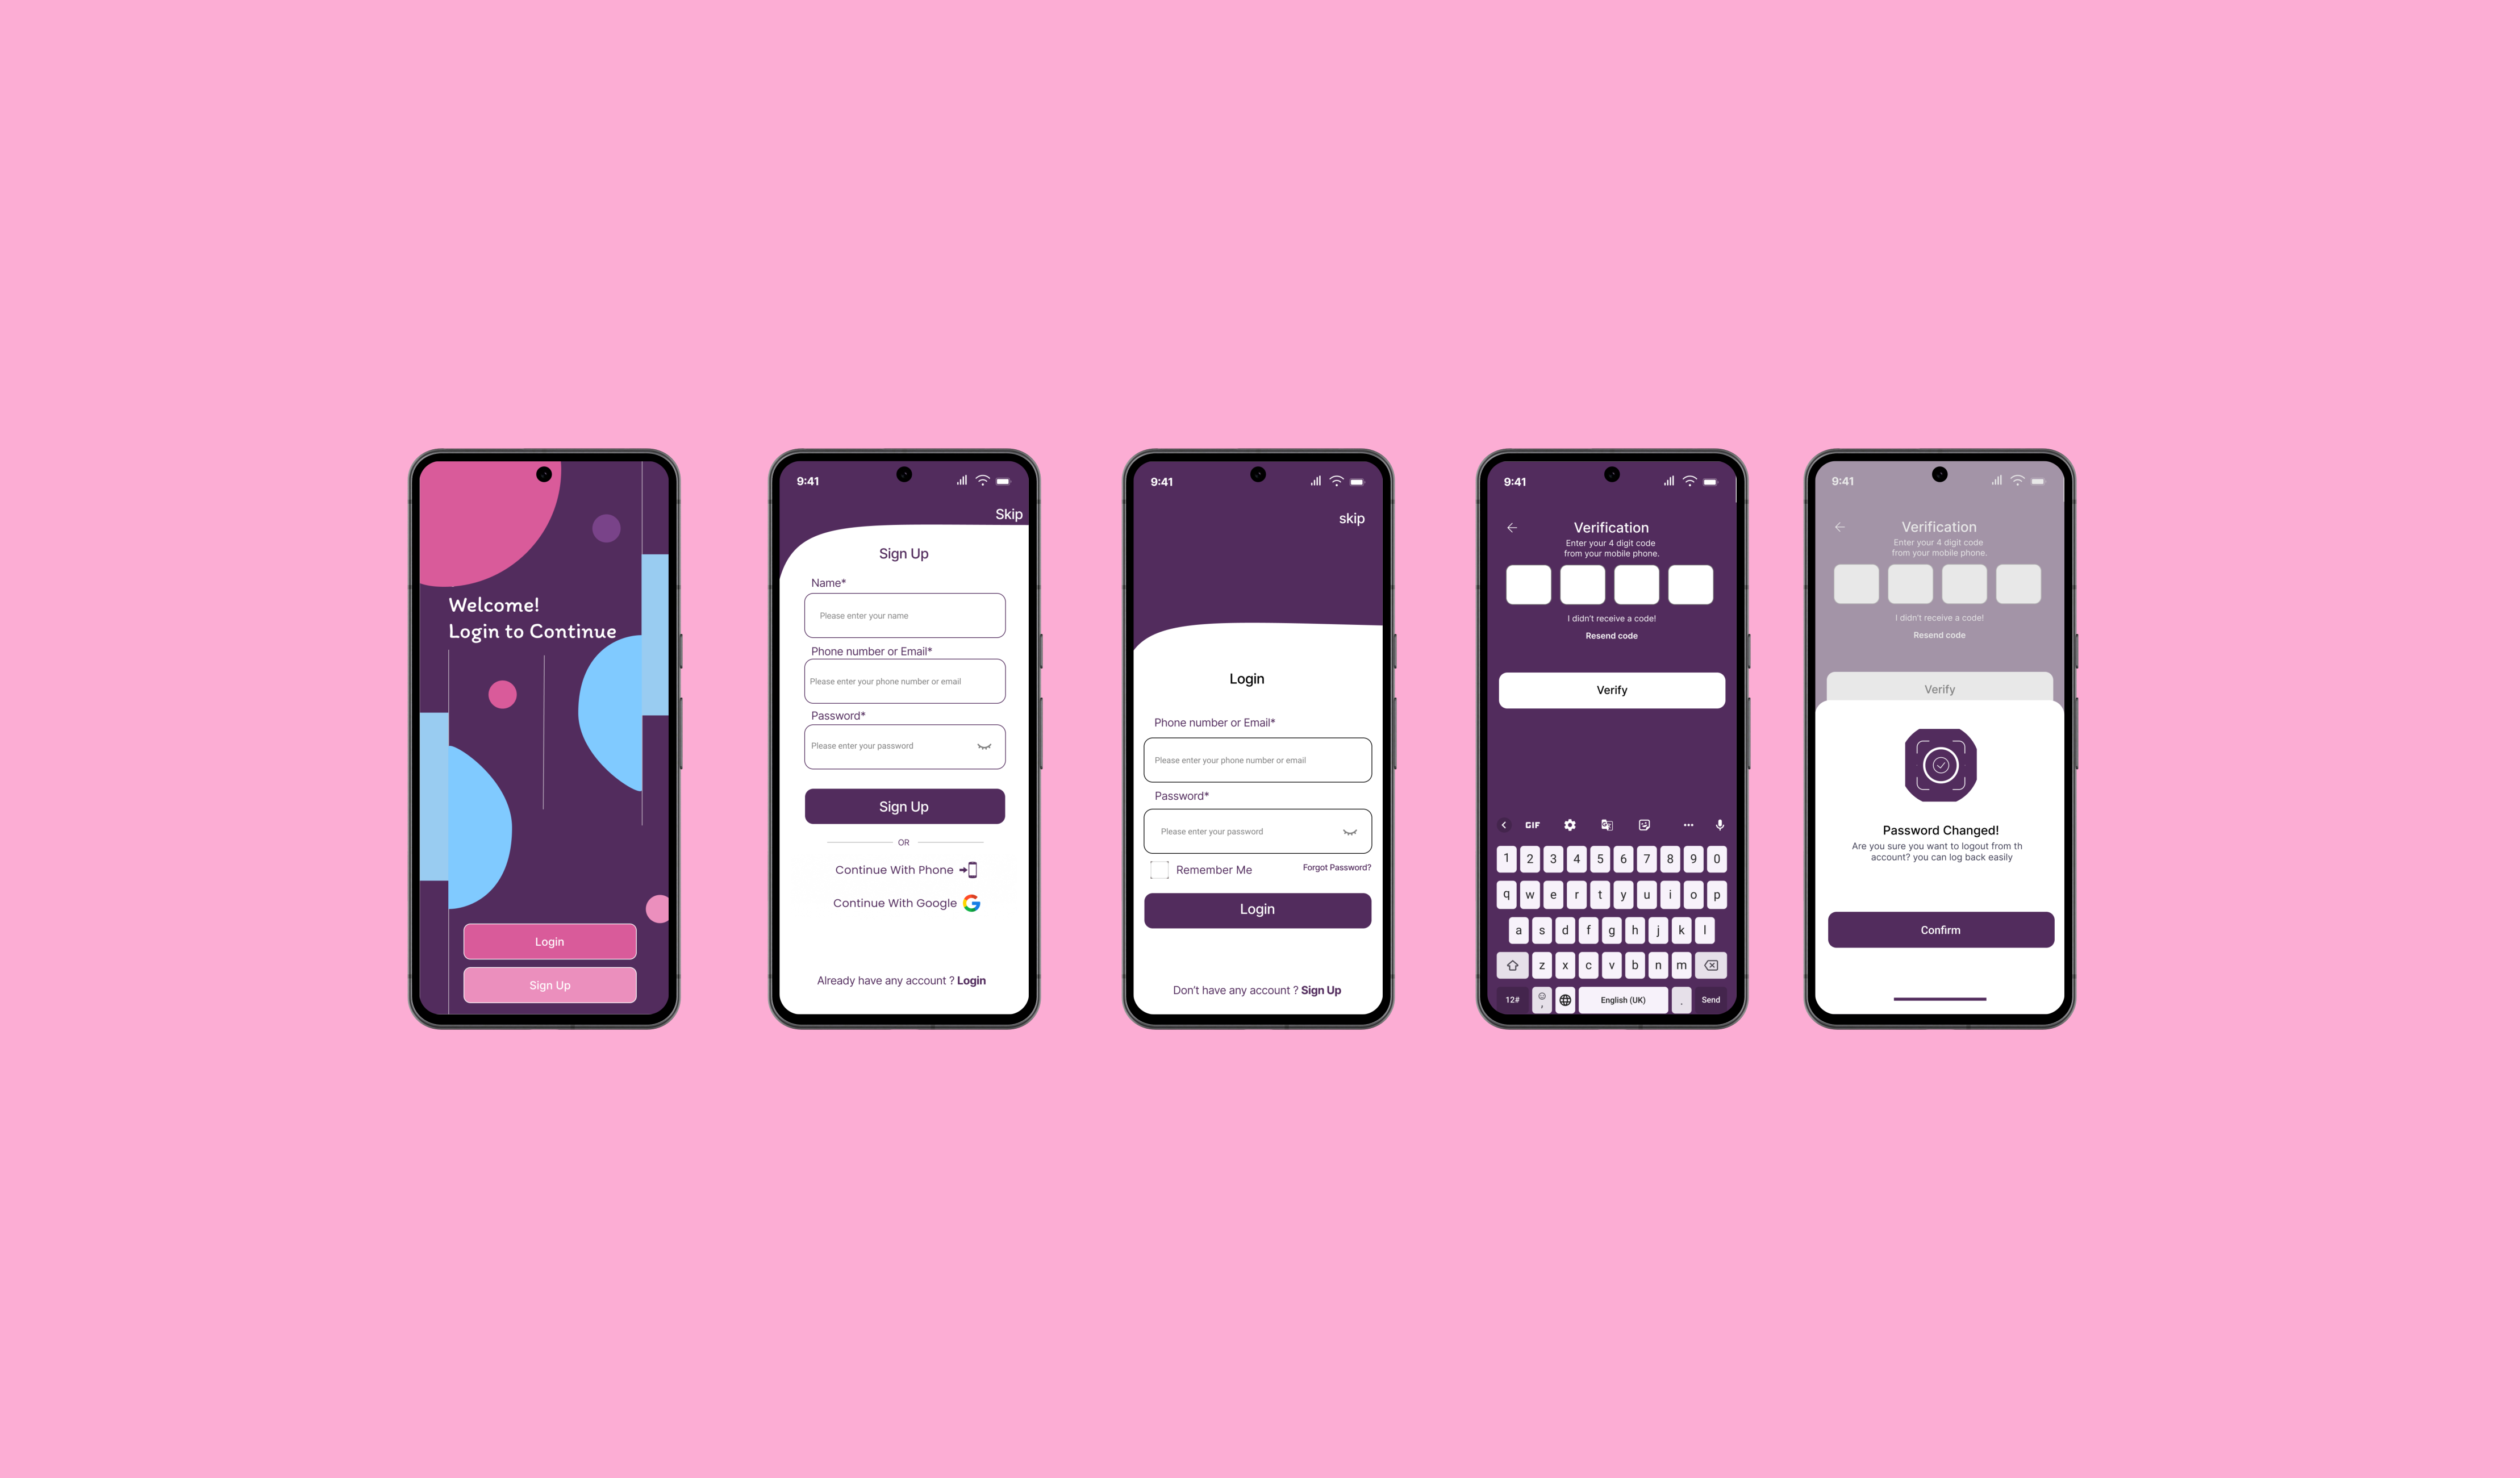 Welcome!
Login to Continue
Login
Sign Up
9:41
Skip
Sign Up
Name*
Please enter your name
Phone number or Email*
Please enter your phone number or email
Password*
Please enter your password
Sign Up
OR
Continue With Phone
Continue With Google
Already have any account ? Login
9:41
skip
Login
Phone number or Email*
Please enter your phone number or email
Password*
Please enter your password
Remember Me
Forgot Password?
Login
Don't have any account ? Sign Up
9:41
Verification
Enter your 4 digit code
from your mobile phone.
I didn't receive a code!
Resend code
Verify
GIF
1 2 3 4 5 6 7 8 9 0
q w e r t y u i o p
a s d f g h j k l
z x c v b n m
12# , English (UK) . Send
9:41
Verification
Enter your 4 digit code
from your mobile phone.
I didn't receive a code!
Resend code
Verify
Password Changed!
Are you sure you want to logout from th
account? you can log back easily
Confirm